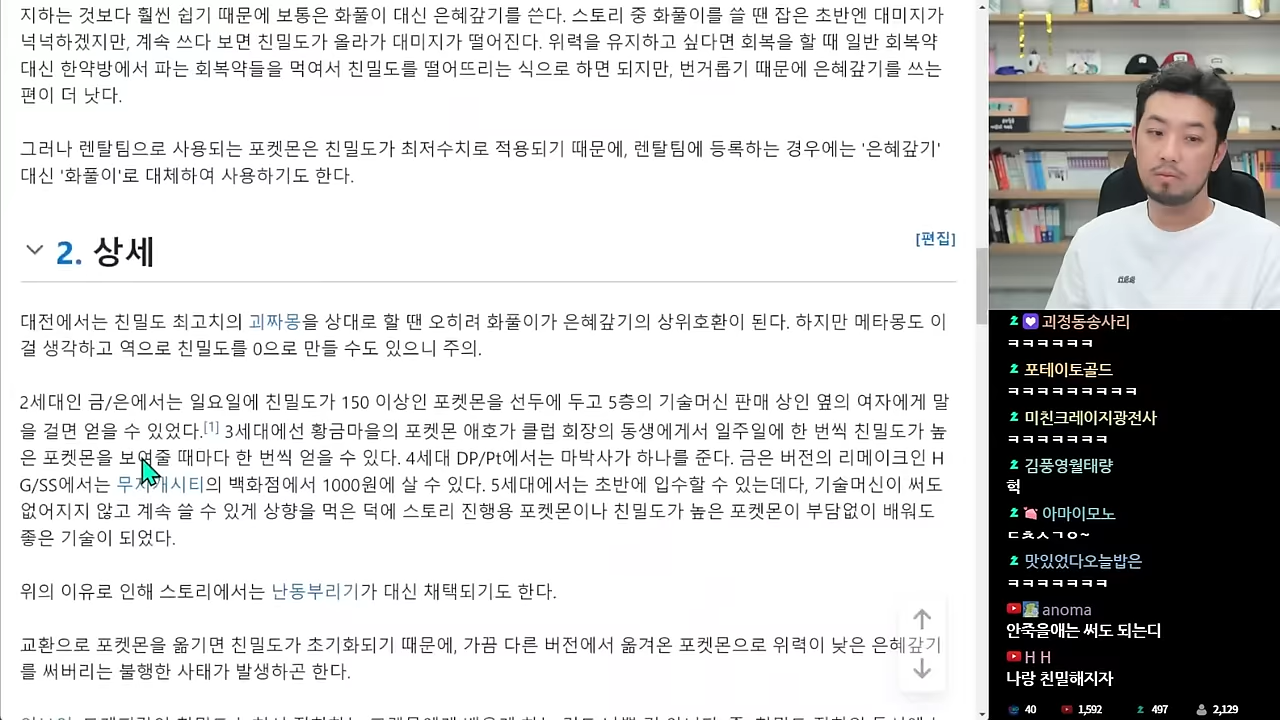 지하는 것보다 훨씬 쉽기 때문에 보통은 화풀이 대신 은혜갚기를 쓴다. 스토리 중 화풀이를 쓸 땐 잡은 초반엔 대미지가
넉넉하겠지만, 계속 쓰다 보면 친밀도가 올라가 대미지가 떨어진다. 위력을 유지하고 싶다면 회복을 할 때 일반 회복약
대신 한약방에서 파는 회복약들을 먹여서 친밀도를 떨어뜨리는 식으로 하면 되지만, 번거롭기 때문에 은혜갚기를 쓰는
편이 더 낫다.
그러나 렌탈팀으로 사용되는 포켓몬은 친밀도가 최저수치로 적용되기 때문에, 렌탈팀에 등록하는 경우에는 '은혜갚기'
대신 '화풀이'로 대체하여 사용하기도 한다.
2. 상세
[편집]
대전에서는 친밀도 최고치의 괴짜몽을 상대로 할 땐 오히려 화풀이가 은혜갚기의 상위호환이 된다. 하지만 메타몽도 이
걸 생각하고 역으로 친밀도를 0으로 만들 수도 있으니 주의.
2세대인 금/은에서는 일요일에 친밀도가 150 이상인 포켓몬을 선두에 두고 5층의 기술머신 판매 상인 옆의 여자에게 말
을 걸면 얻을 수 있었다.[1] 3세대에선 황금마을의 포켓몬 애호가 클럽 회장의 동생에게서 일주일에 한 번씩 친밀도가 높
은 포켓몬을 보여줄 때마다 한 번씩 얻을 수 있다. 4세대 DP/Pt에서는 마박사가 하나를 준다. 금은 버전의 리메이크인 H
G/SS에서는 무지개시티의 백화점에서 1000원에 살 수 있다. 5세대에서는 초반에 입수할 수 있는데다, 기술머신이 써도
없어지지 않고 계속 쓸 수 있게 상향을 먹은 덕에 스토리 진행용 포켓몬이나 친밀도가 높은 포켓몬이 부담없이 배워도
좋은 기술이 되었다.
위의 이유로 인해 스토리에서는 난동부리기가 대신 채택되기도 한다.
교환으로 포켓몬을 옮기면 친밀도가 초기화되기 때문에, 가끔 다른 버전에서 옮겨온 포켓몬으로 위력이 낮은 은혜갚기
를 써버리는 불행한 사태가 발생하곤 한다.
괴정동송사리
ㅋㅋㅋㅋㅋㅋ
포테이토골드
ㅋㅋㅋㅋㅋㅋㅋㅋㅋ
미친크레이지광전사
ㅋㅋㅋㅋㅋㅋㅋ
김풍영월태량
헉
아마이모노
ㄷㅎㅅㄱㅇ~
맛있었다오늘밥은
ㅋㅋㅋㅋㅋㅋㅋ
anoma
안죽을애는 써도 되는디
H H
나랑 친밀해지자
40 1,592 497 2,129